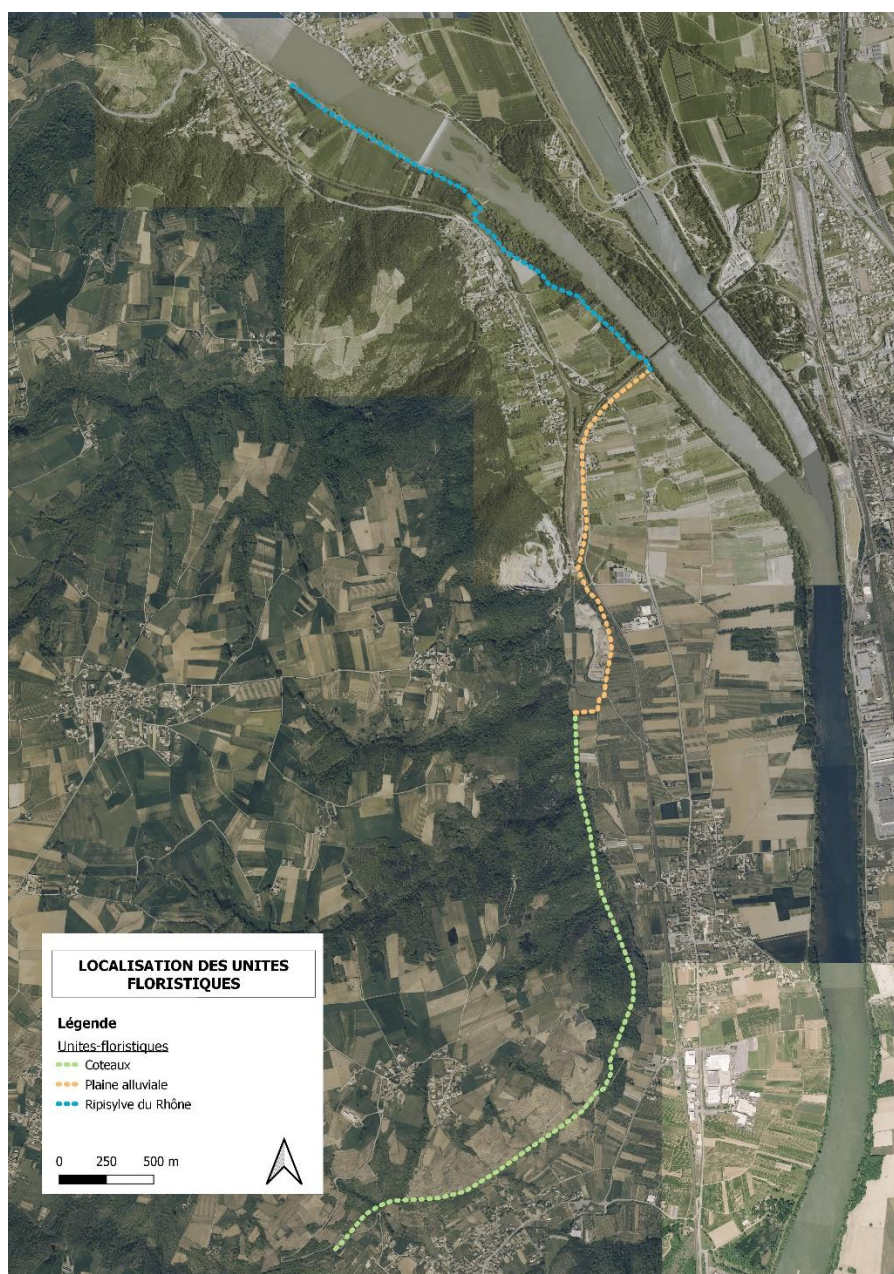 LOCALISATION DES UNITES
FLORISTIQUES
Légende
Unites-floristiques
Coteaux
Plaine alluviale
Ripisylve du Rhône
0 250 500 m